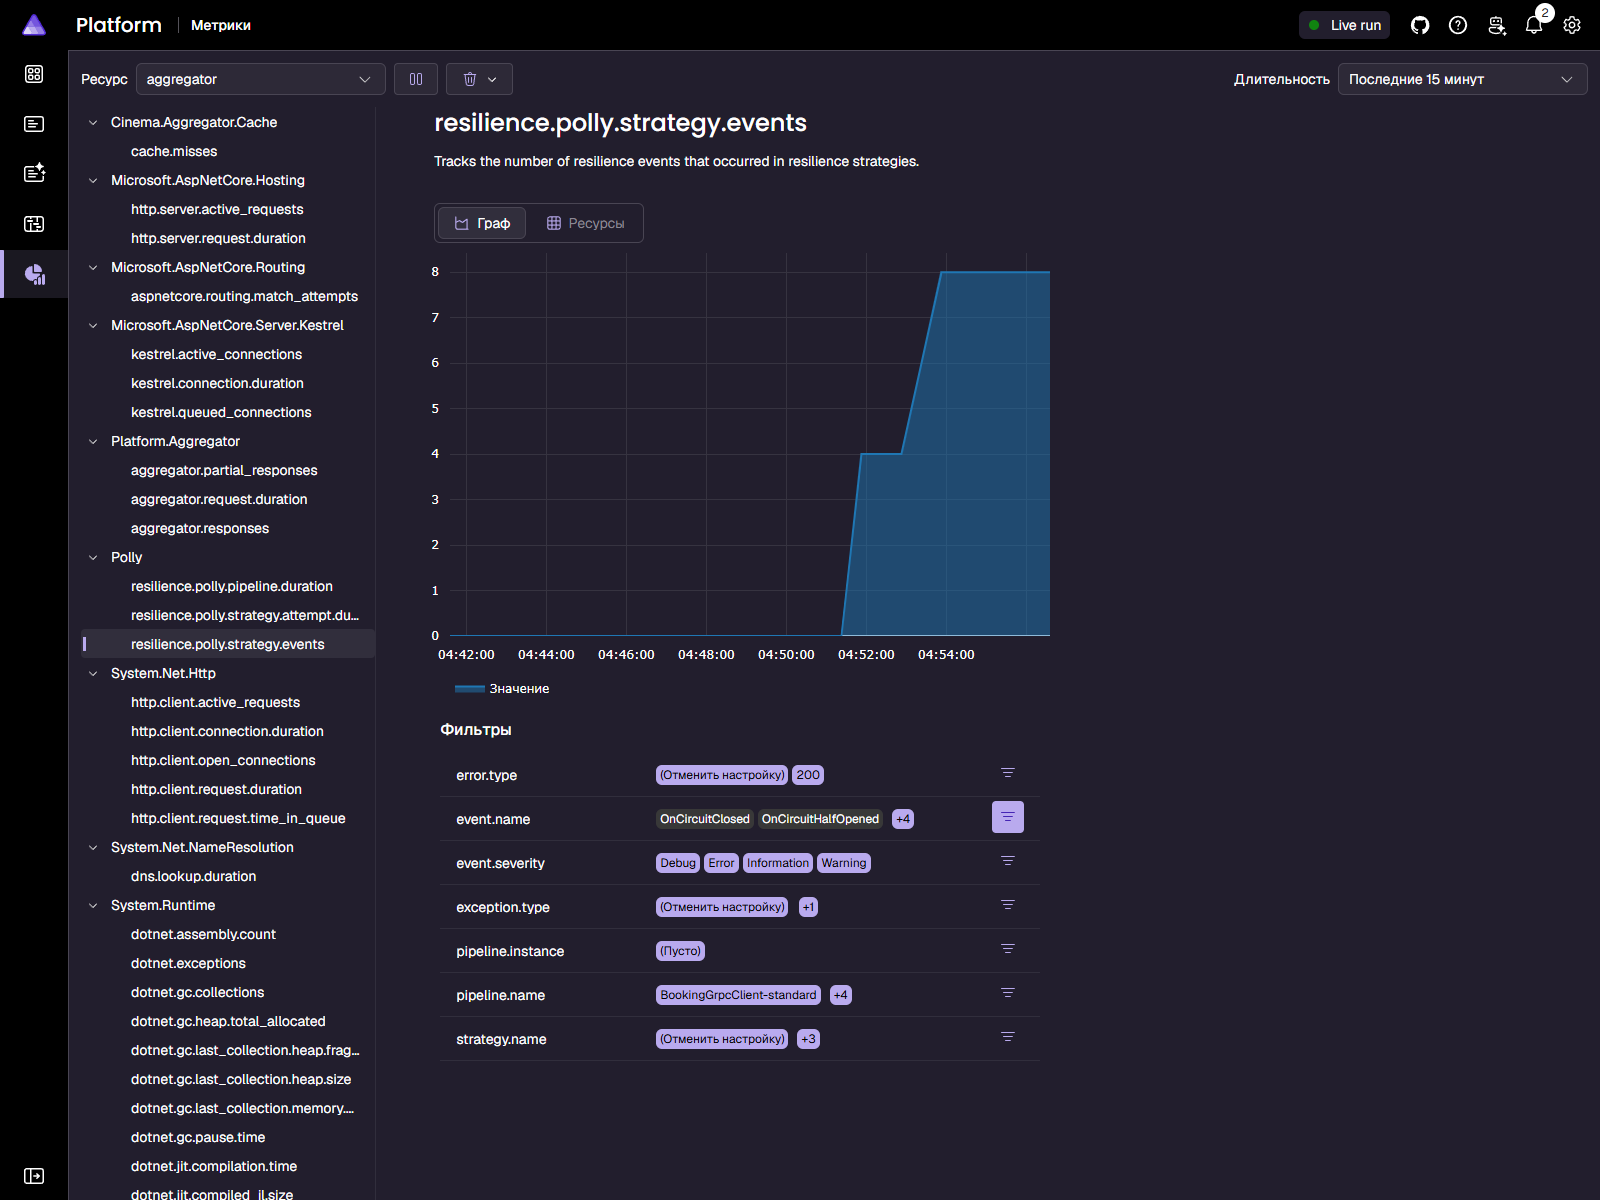 Platform
Метрики
Live run
2
Ресурс
aggregator
Длительность
Последние 15 минут
Cinema.Aggregator.Cache
cache.misses
Microsoft.AspNetCore.Hosting
http.server.active_requests
http.server.request.duration
Microsoft.AspNetCore.Routing
aspnetcore.routing.match_attempts
Microsoft.AspNetCore.Server.Kestrel
kestrel.active_connections
kestrel.connection.duration
kestrel.queued_connections
Platform.Aggregator
aggregator.partial_responses
aggregator.request.duration
aggregator.responses
Polly
resilience.polly.pipeline.duration
resilience.polly.strategy.attempt.du...
resilience.polly.strategy.events
System.Net.Http
http.client.active_requests
http.client.connection.duration
http.client.open_connections
http.client.request.duration
http.client.request.time_in_queue
System.Net.NameResolution
dns.lookup.duration
System.Runtime
dotnet.assembly.count
dotnet.exceptions
dotnet.gc.collections
dotnet.gc.heap.total_allocated
dotnet.gc.last_collection.heap.frag...
dotnet.gc.last_collection.heap.size
dotnet.gc.last_collection.memory....
dotnet.gc.pause.time
dotnet.jit.compilation.time
dotnet.jit.compiled_il.size
resilience.polly.strategy.events
Tracks the number of resilience events that occurred in resilience strategies.
Граф
Ресурсы
8
7
6
5
4
3
2
1
0
04:42:00 04:44:00 04:46:00 04:48:00 04:50:00 04:52:00 04:54:00
Значение
Фильтры
error.type (Отменить настройку) 200
event.name OnCircuitClosed OnCircuitHalfOpened +4
event.severity Debug Error Information Warning
exception.type (Отменить настройку) +1
pipeline.instance (Пусто)
pipeline.name BookingGrpcClient-standard +4
strategy.name (Отменить настройку) +3